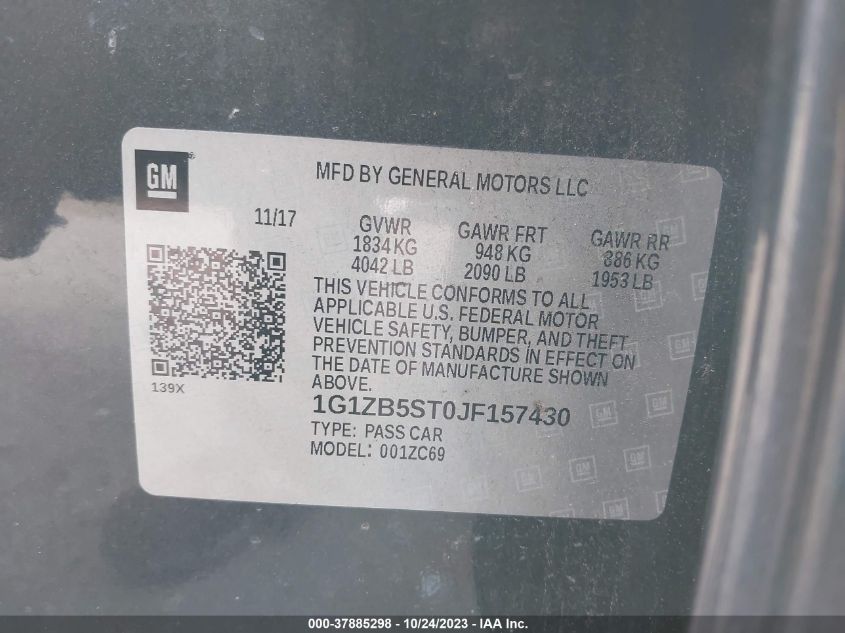 GM
®
MFD BY GENERAL MOTORS LLC
11/17
GVWR
1834 KG
4042 LB
GAWR FRT
948 KG
2090 LB
GAWR RR
886 KG
1953 LB
THIS VEHICLE CONFORMS TO ALL
APPLICABLE U.S. FEDERAL MOTOR
VEHICLE SAFETY, BUMPER, AND THEFT
PREVENTION STANDARDS IN EFFECT ON
THE DATE OF MANUFACTURE SHOWN
ABOVE.
139X
1G1ZB5ST0JF157430
TYPE: PASS CAR
MODEL: 001ZC69
000-37885298 - 10/24/2023 - IAA Inc.